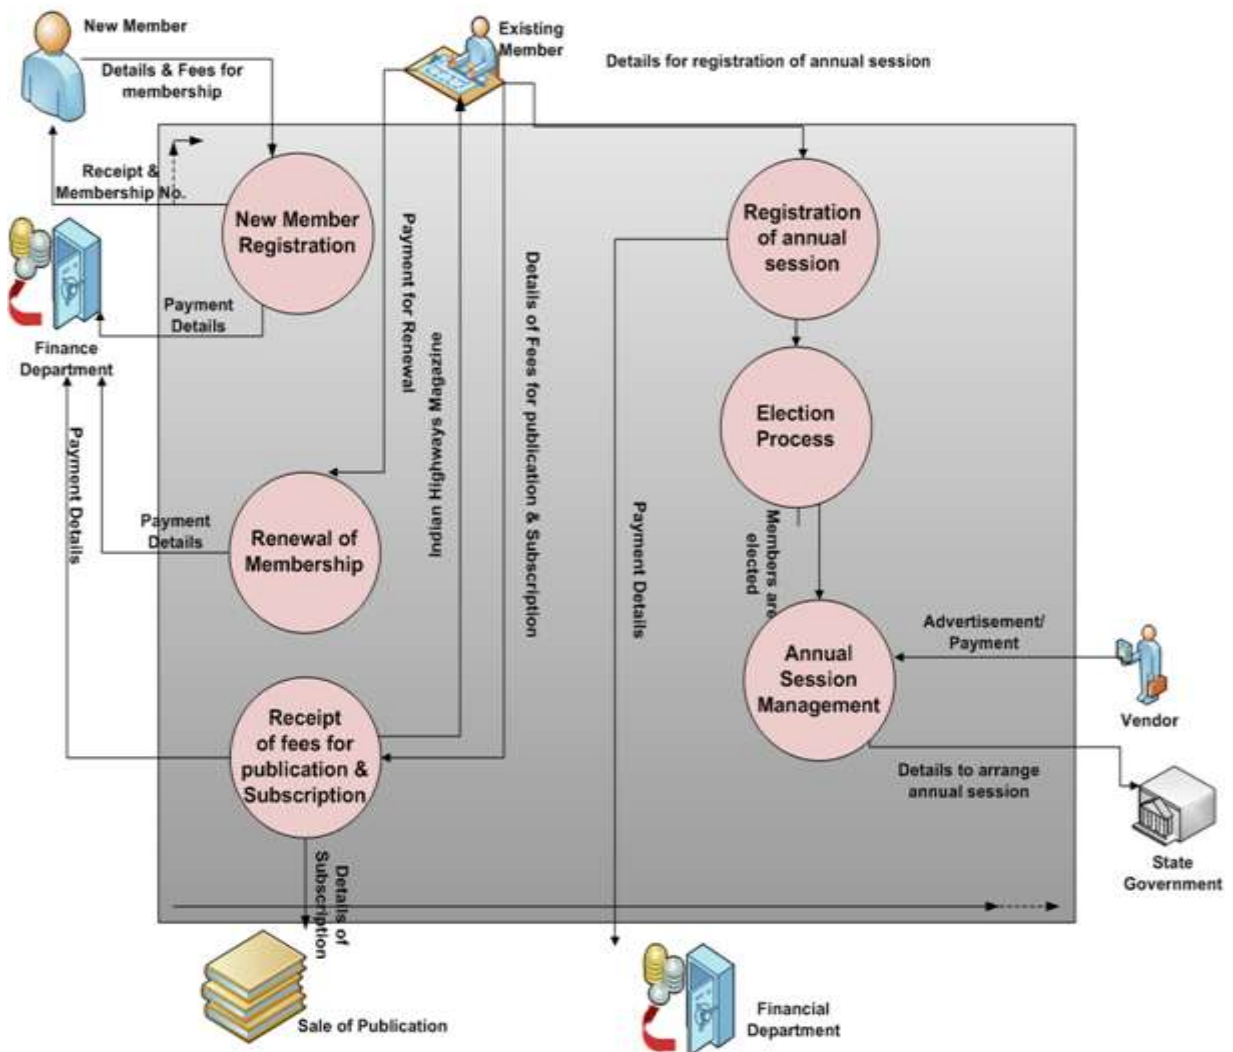 New Member
Existing
Member
Details for registration of annual session
Details & Fees for
membership
Receipt &
Membership No.
New Member
Registration
Registration
of annual
session
Payment for Renewal
Indian Highways Magazine
Details of Fees for publication & Subscription
Payment
Details
Finance
Department
Election
Process
Payment Details
Payment
Details
Renewal of
Membership
Payment Details
Members are
elected
Advertisement/
Payment
Annual
Session
Management
Vendor
Receipt
of fees for
publication &
Subscription
Details to arrange
annual session
Details of
Subscription
State
Government
Sale of Publication
Financial
Department